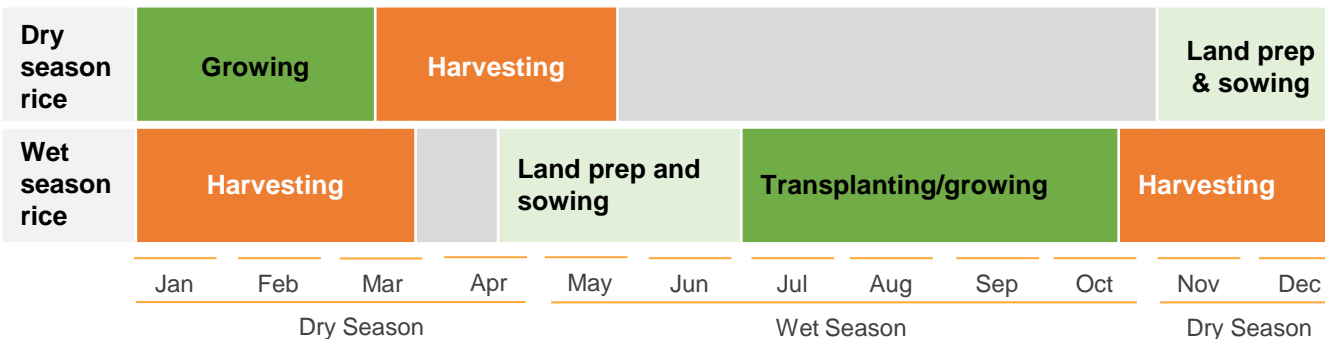 Dry
season
rice
Growing
Harvesting
Land prep
& sowing
Wet
season
rice
Harvesting
Land prep and
sowing
Transplanting/growing
Harvesting
Jan Feb Mar Apr May Jun Jul Aug Sep Oct Nov Dec
Dry Season Wet Season Dry Season